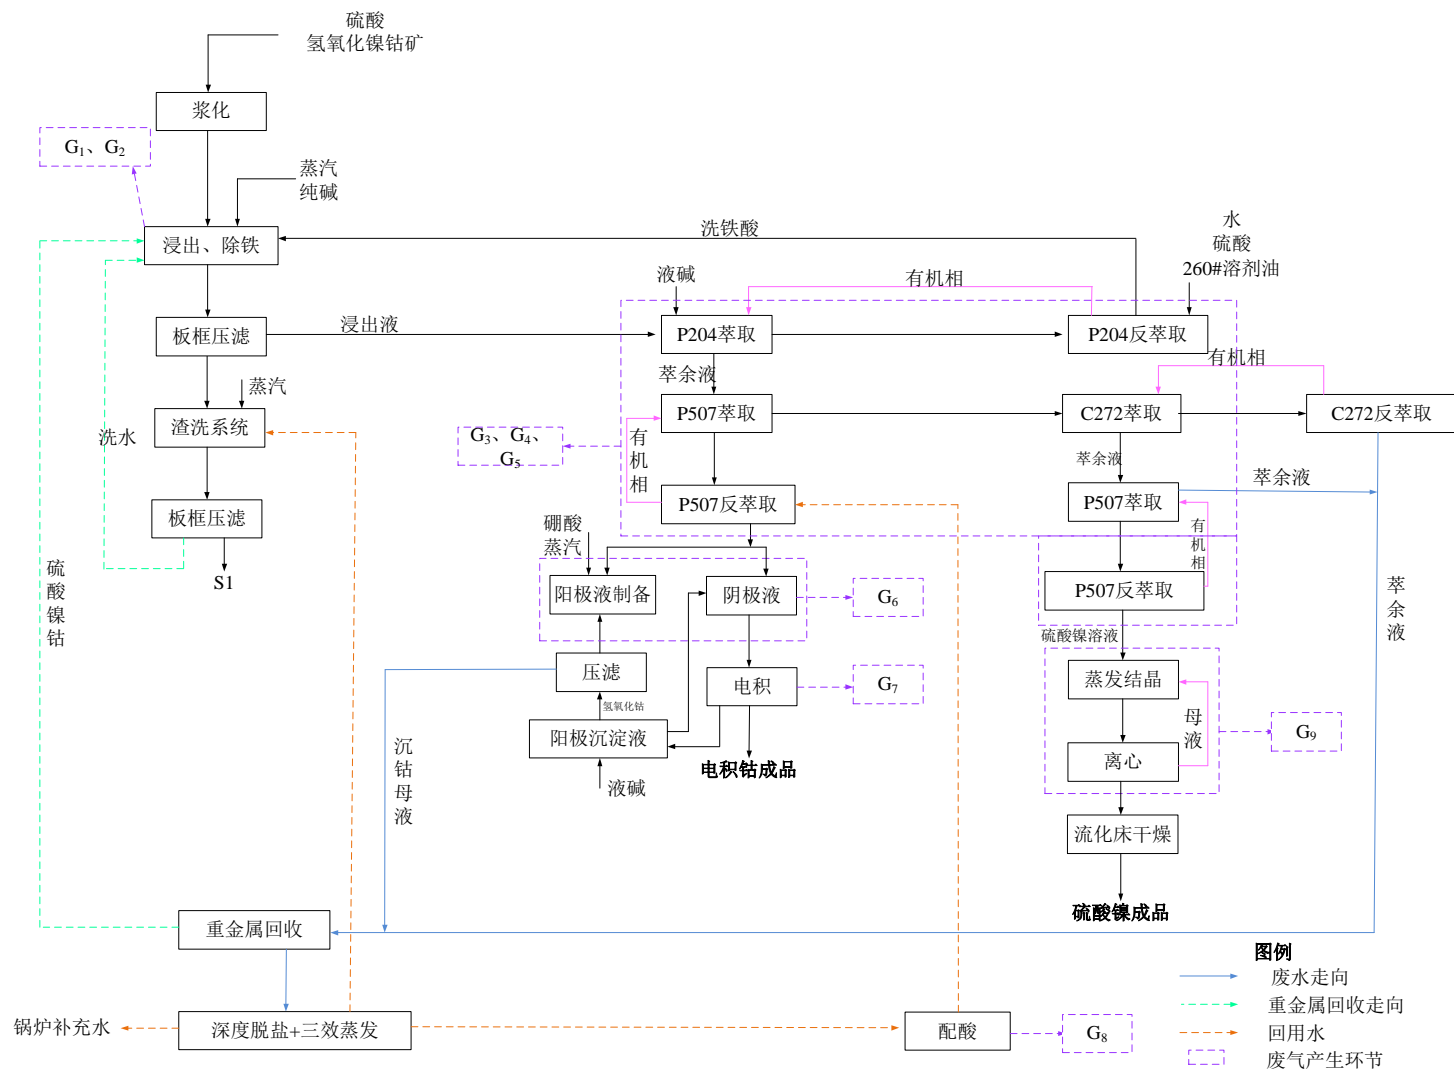 硫酸
氢氧化镍钴矿
浆化
G₁、G₂
蒸汽
纯碱
水
硫酸
260#溶剂油
洗铁酸
浸出、除铁
液碱
有机相
浸出液
板框压滤
P204萃取
P204反萃取
有机相
蒸汽
萃余液
渣洗系统
P507萃取
C272萃取
C272反萃取
洗水
G₃、G₄、
G₅
有
机
相
萃余液
萃余液
板框压滤
P507反萃取
P507萃取
硼酸
蒸汽
有
机
相
S1
硫
酸
镍
钴
阳极液制备
阴极液
G₆
P507反萃取
萃
余
液
硫酸镍溶液
压滤
电积
G₇
蒸发结晶
氢氧化钴
母
液
G₉
阳极沉淀液
沉
钴
母
液
电积钴成品
离心
液碱
流化床干燥
硫酸镍成品
重金属回收
图例
废水走向
重金属回收走向
回用水
废气产生环节
锅炉补充水
深度脱盐+三效蒸发
配酸
G₈